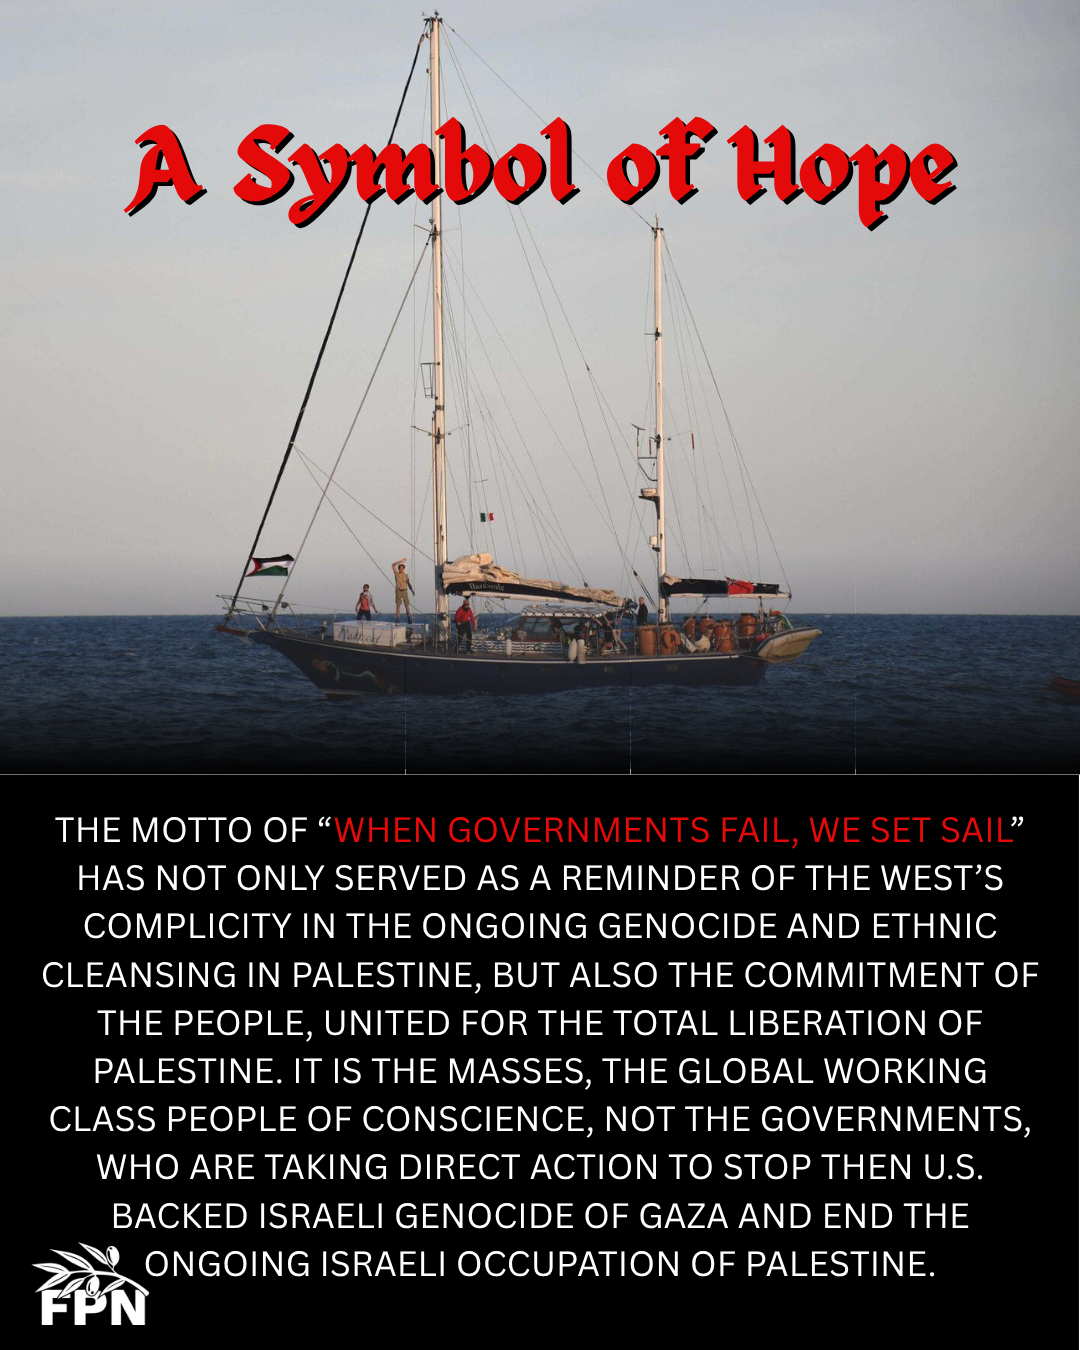 A Symbol of Hope
THE MOTTO OF “WHEN GOVERNMENTS FAIL, WE SET SAIL”
HAS NOT ONLY SERVED AS A REMINDER OF THE WEST’S
COMPLICITY IN THE ONGOING GENOCIDE AND ETHNIC
CLEANSING IN PALESTINE, BUT ALSO THE COMMITMENT OF
THE PEOPLE, UNITED FOR THE TOTAL LIBERATION OF
PALESTINE. IT IS THE MASSES, THE GLOBAL WORKING
CLASS PEOPLE OF CONSCIENCE, NOT THE GOVERNMENTS,
WHO ARE TAKING DIRECT ACTION TO STOP THEN U.S.
BACKED ISRAELI GENOCIDE OF GAZA AND END THE
ONGOING ISRAELI OCCUPATION OF PALESTINE.
FPN